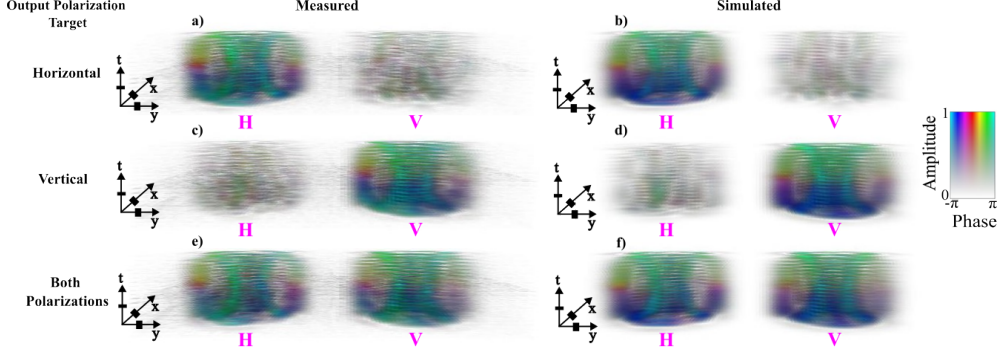 Output Polarization
Target
Measured
Simulated
a)
b)
Horizontal
t
x
y
H
V
t
x
y
H
V
c)
d)
Vertical
t
x
y
H
V
t
x
y
H
V
e)
f)
Both
Polarizations
t
x
y
H
V
t
x
y
H
V
1
Amplitude
0
-π
π
Phase